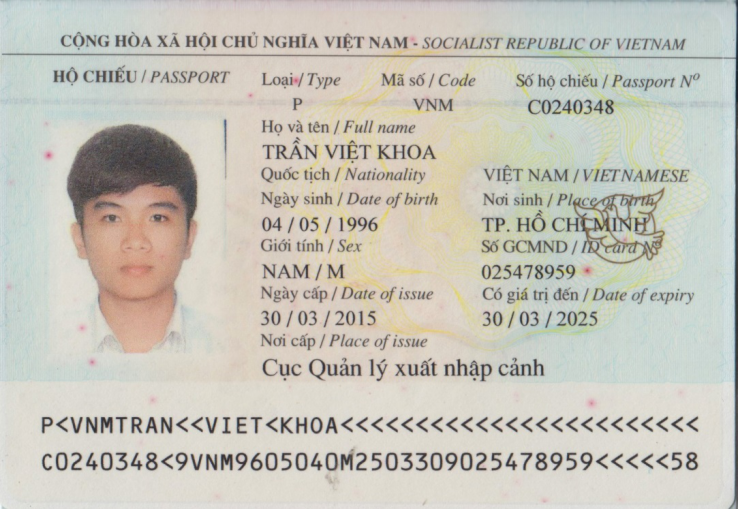 CỘNG HÒA XÃ HỘI CHỦ NGHĨA VIỆT NAM - SOCIALIST REPUBLIC OF VIETNAM
HỘ CHIẾU / PASSPORT Loại / Type Mã số / Code Số hộ chiếu / Passport Nº
P VNM C0240348
Họ và tên / Full name
TRẦN VIỆT KHOA
Quốc tịch / Nationality VIỆT NAM / VIETNAMESE
Ngày sinh / Date of birth Nơi sinh / Place of birth
04 / 05 / 1996 TP. HỒ CHÍ MINH
Giới tính / Sex Số GCMND / ID card Nº
NAM / M 025478959
Ngày cấp / Date of issue Có giá trị đến / Date of expiry
30 / 03 / 2015 30 / 03 / 2025
Nơi cấp / Place of issue
Cục Quản lý xuất nhập cảnh
P<VNMTRAN<<VIET<KHOA<<<<<<<<<<<<<<<<<<<<<<<<
C0240348<9VNM9605040M2503309025478959<<<<<58